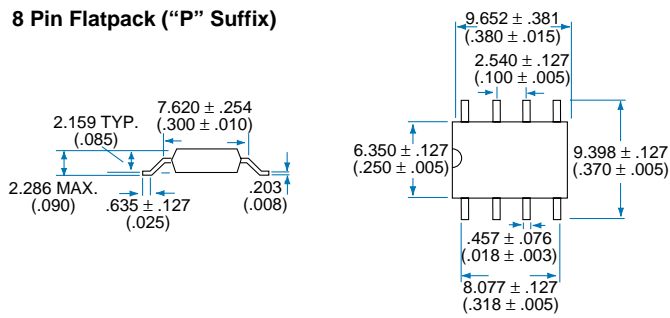 8 Pin Flatpack (“P” Suffix)
9.652 ± .381
(.380 ± .015)
2.540 ± .127
(.100 ± .005)
7.620 ± .254
(.300 ± .010)
2.159 TYP.
(.085)
6.350 ± .127
(.250 ± .005)
9.398 ± .127
(.370 ± .005)
2.286 MAX.
(.090)
.635 ± .127
(.025)
.203
(.008)
.457 ± .076
(.018 ± .003)
8.077 ± .127
(.318 ± .005)